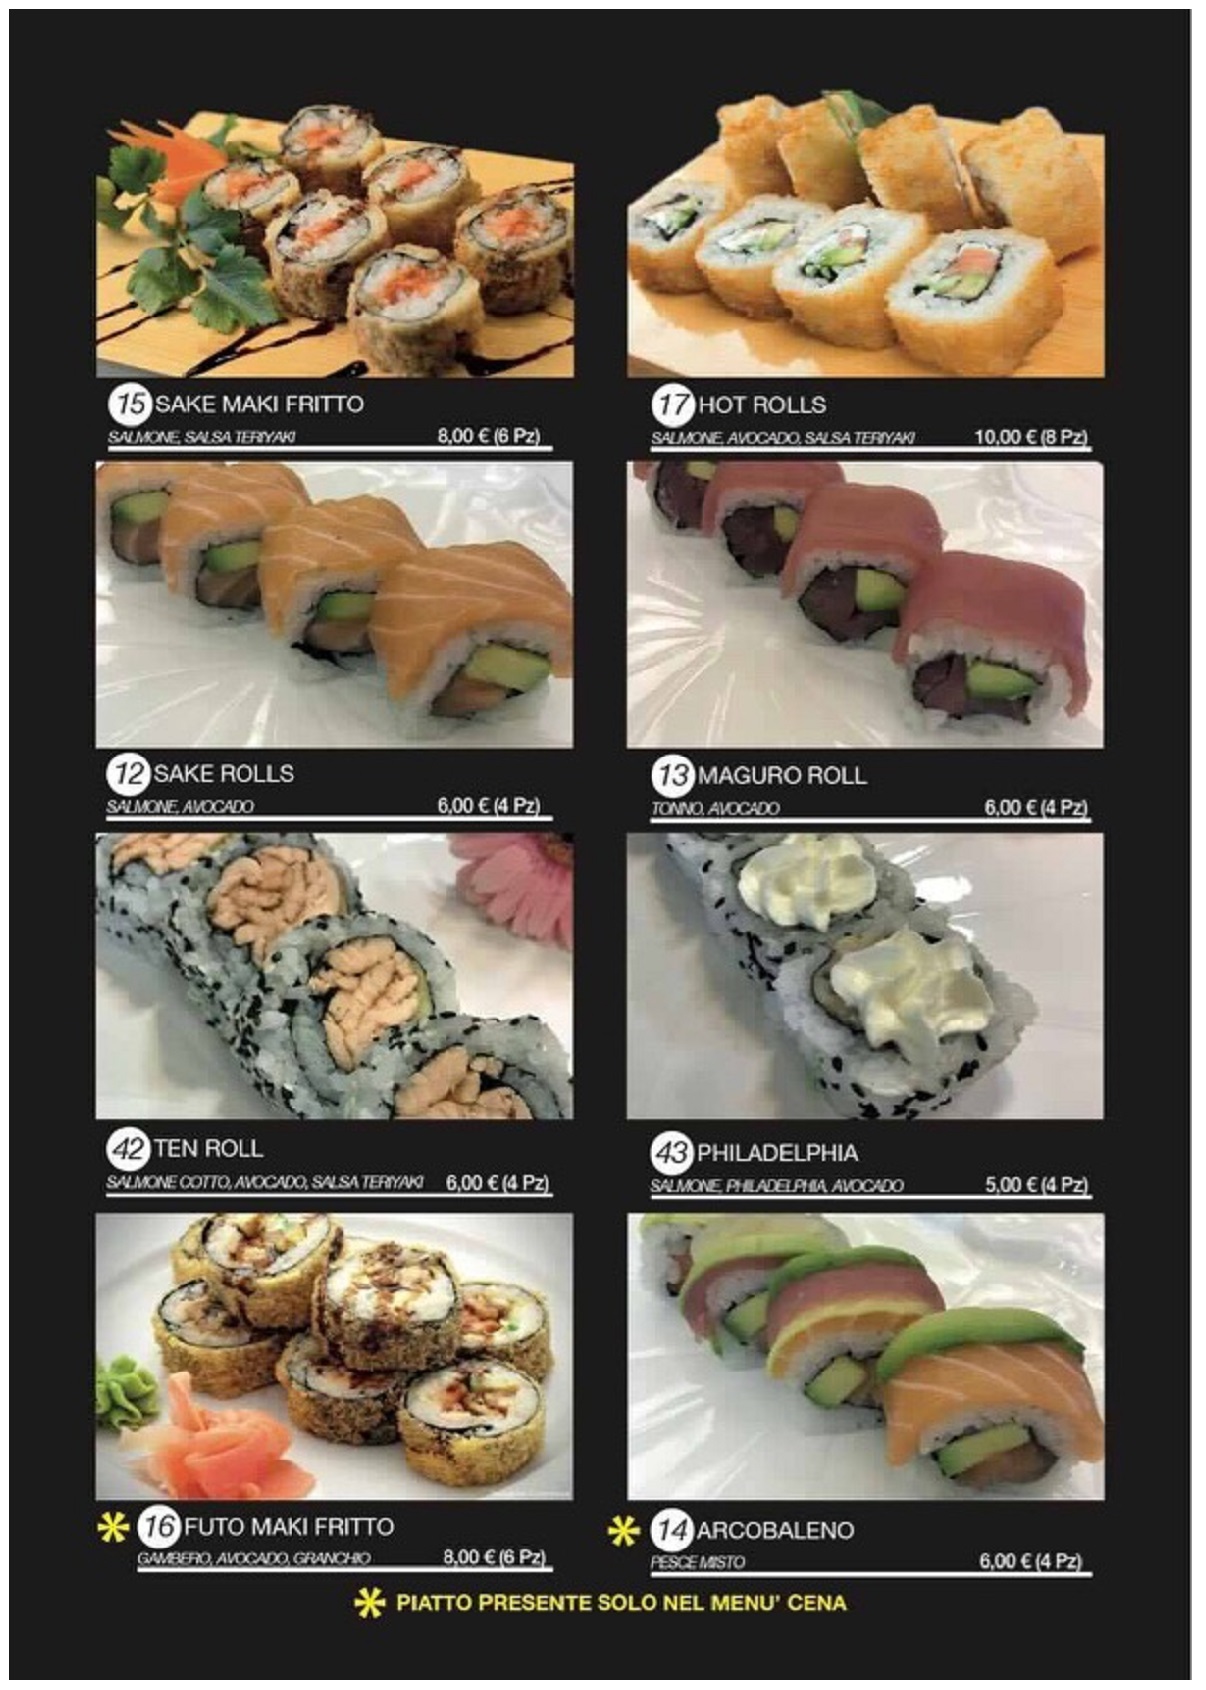 15 SAKE MAKI FRITTO
SALMONE, SALSA TERIYAKI 8,00 € (6 Pz)
17 HOT ROLLS
SALMONE, AVOCADO, SALSA TERIYAKI 10,00 € (8 Pz)
12 SAKE ROLLS
SALMONE, AVOCADO 6,00 € (4 Pz)
13 MAGURO ROLL
TONNO, AVOCADO 6,00 € (4 Pz)
42 TEN ROLL
SALMONE COTTO, AVOCADO, SALSA TERIYAKI 6,00 € (4 Pz)
43 PHILADELPHIA
SALMONE, PHILADELPHIA, AVOCADO 5,00 € (4 Pz)
* 16 FUTO MAKI FRITTO
GAMBERO, AVOCADO, GRANCHIO 8,00 € (6 Pz)
* 14 ARCOBALENO
PESCE MISTO 6,00 € (4 Pz)
* PIATTO PRESENTE SOLO NEL MENU' CENA